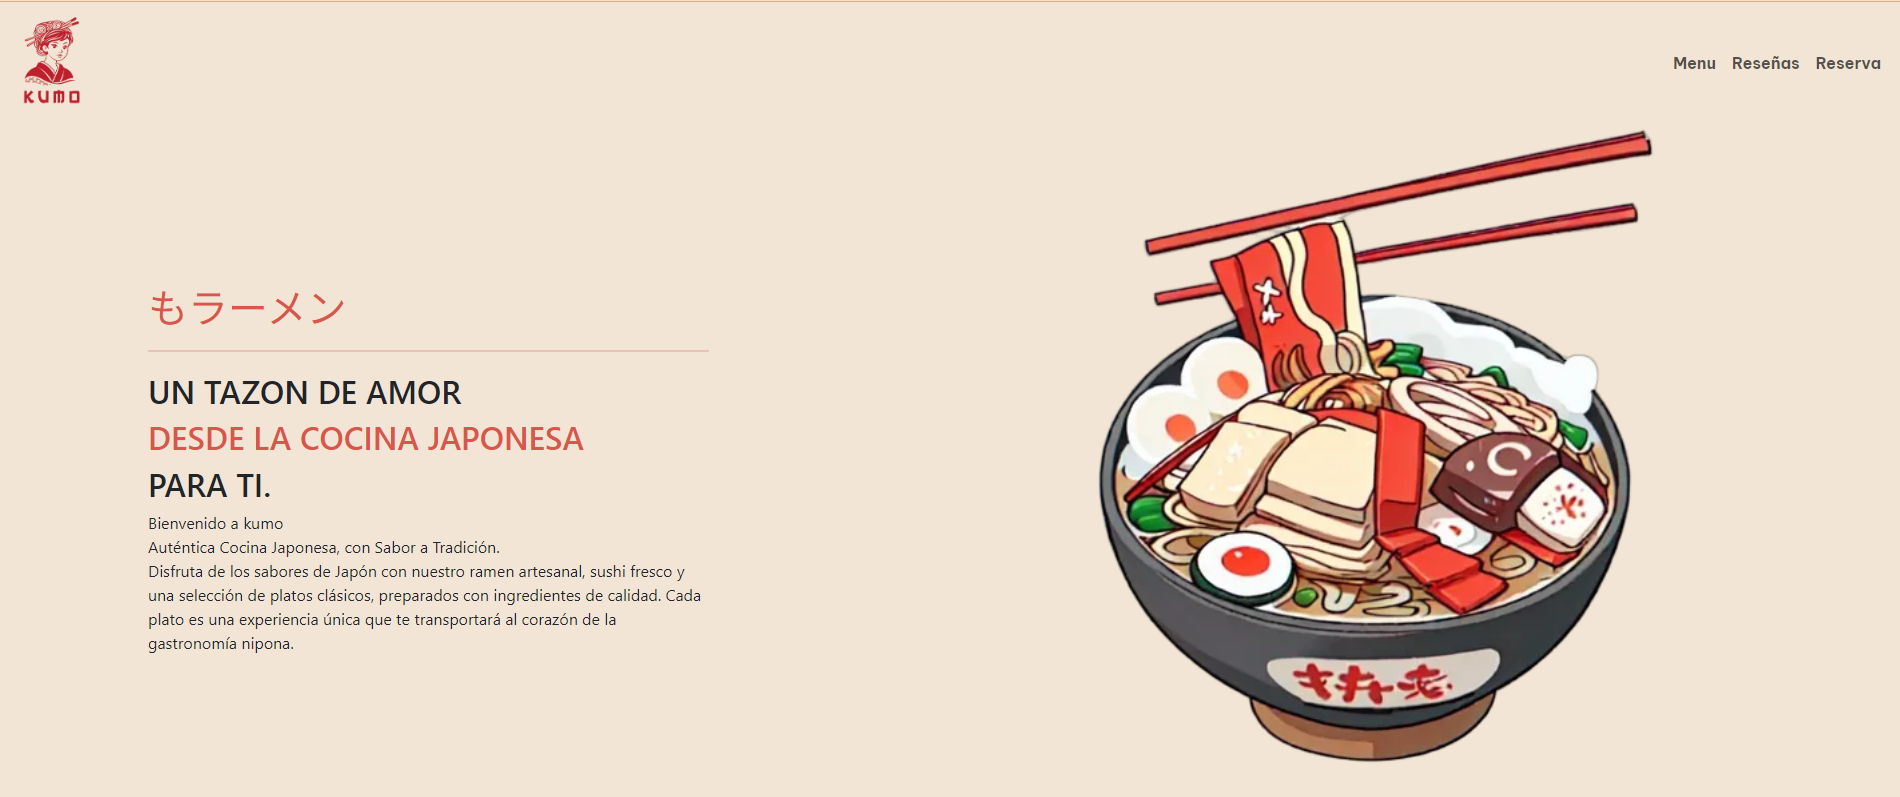 KUMO
Menu Reseñas Reserva
もラーメン
UN TAZON DE AMOR
DESDE LA COCINA JAPONESA
PARA TI.
Bienvenido a kumo
Auténtica Cocina Japonesa, con Sabor a Tradición.
Disfruta de los sabores de Japón con nuestro ramen artesanal, sushi fresco y
una selección de platos clásicos, preparados con ingredientes de calidad. Cada
plato es una experiencia única que te transportará al corazón de la
gastronomía nipona.